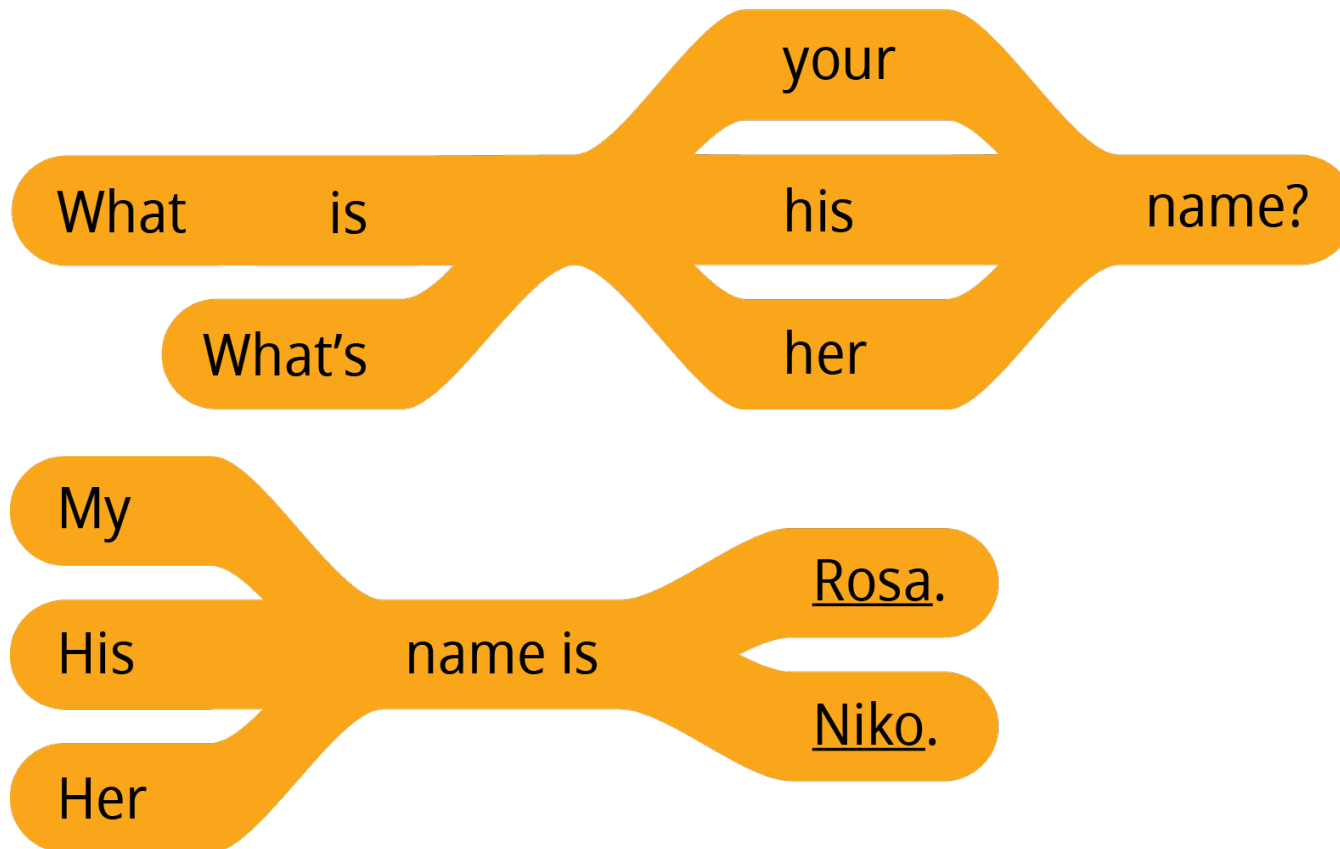 your
What is his name?
What’s her
My
Rosa.
His name is
Niko.
Her